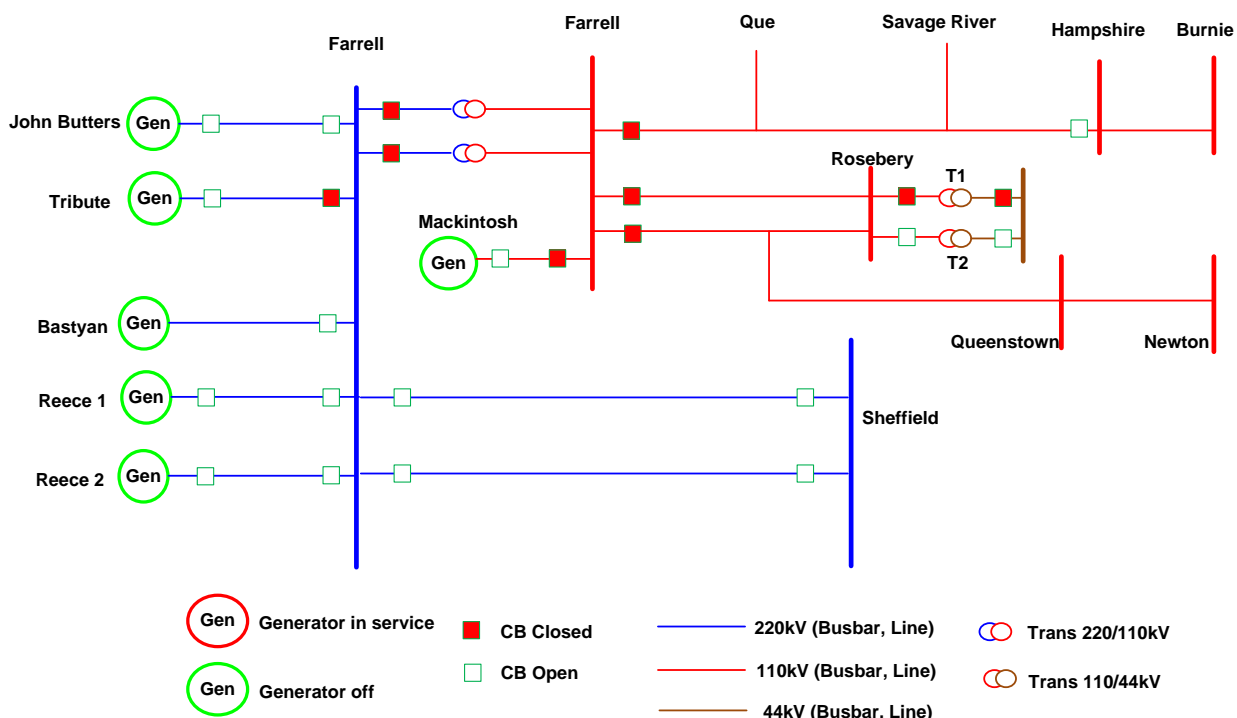 Que
Savage River
Hampshire
Burnie
Farrell
Farrell
John Butters
Gen
Tribute
Gen
Rosebery
T1
Mackintosh
Gen
T2
Bastyan
Gen
Queenstown
Newton
Reece 1
Gen
Sheffield
Reece 2
Gen
Gen
Generator in service
CB Closed
220kV (Busbar, Line)
Trans 220/110kV
Gen
Generator off
CB Open
110kV (Busbar, Line)
Trans 110/44kV
44kV (Busbar, Line)